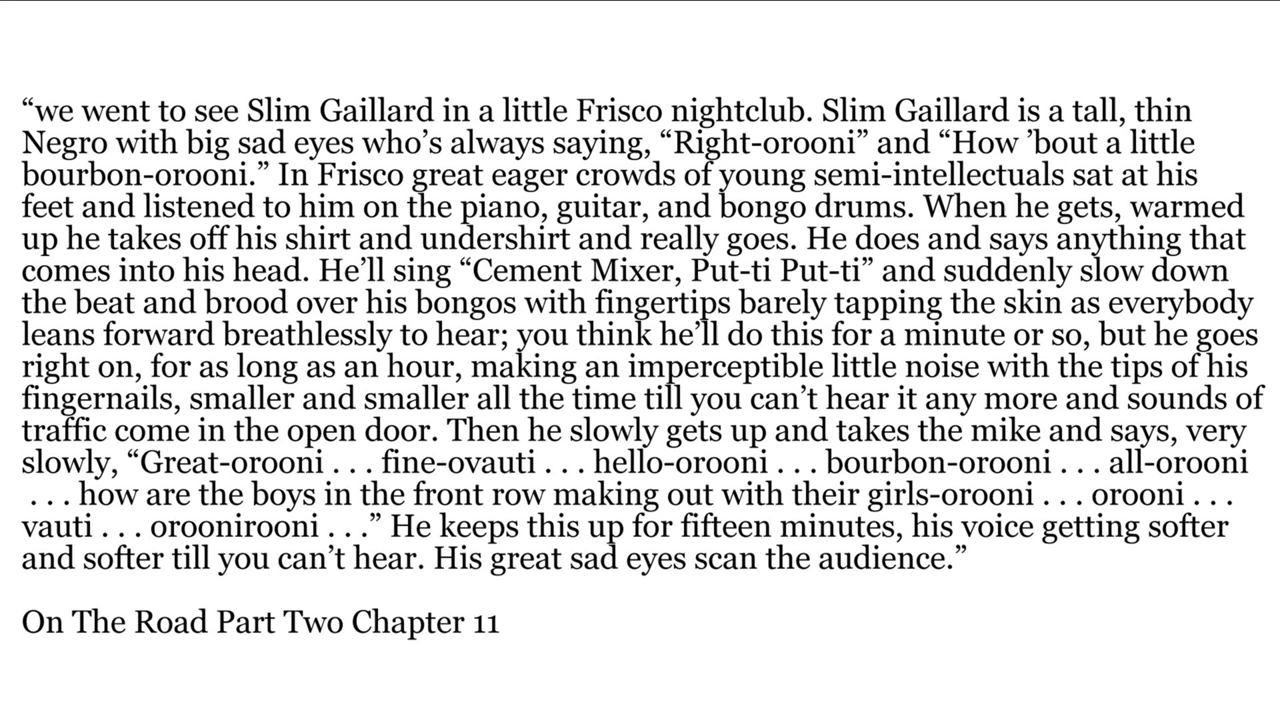 “we went to see Slim Gaillard in a little Frisco nightclub. Slim Gaillard is a tall, thin
Negro with big sad eyes who’s always saying, “Right-orooni” and “How ’bout a little
bourbon-orooni.” In Frisco great eager crowds of young semi-intellectuals sat at his
feet and listened to him on the piano, guitar, and bongo drums. When he gets, warmed
up he takes off his shirt and undershirt and really goes. He does and says anything that
comes into his head. He’ll sing “Cement Mixer, Put-ti Put-ti” and suddenly slow down
the beat and brood over his bongos with fingertips barely tapping the skin as everybody
leans forward breathlessly to hear; you think he’ll do this for a minute or so, but he goes
right on, for as long as an hour, making an imperceptible little noise with the tips of his
fingernails, smaller and smaller all the time till you can’t hear it any more and sounds of
traffic come in the open door. Then he slowly gets up and takes the mike and says, very
slowly, “Great-orooni . . . fine-ovauti . . . hello-orooni . . . bourbon-orooni . . . all-orooni
. . . how are the boys in the front row making out with their girls-orooni . . . orooni . . .
vauti . . . oroonirooni . . .” He keeps this up for fifteen minutes, his voice getting softer
and softer till you can’t hear. His great sad eyes scan the audience.”
On The Road Part Two Chapter 11